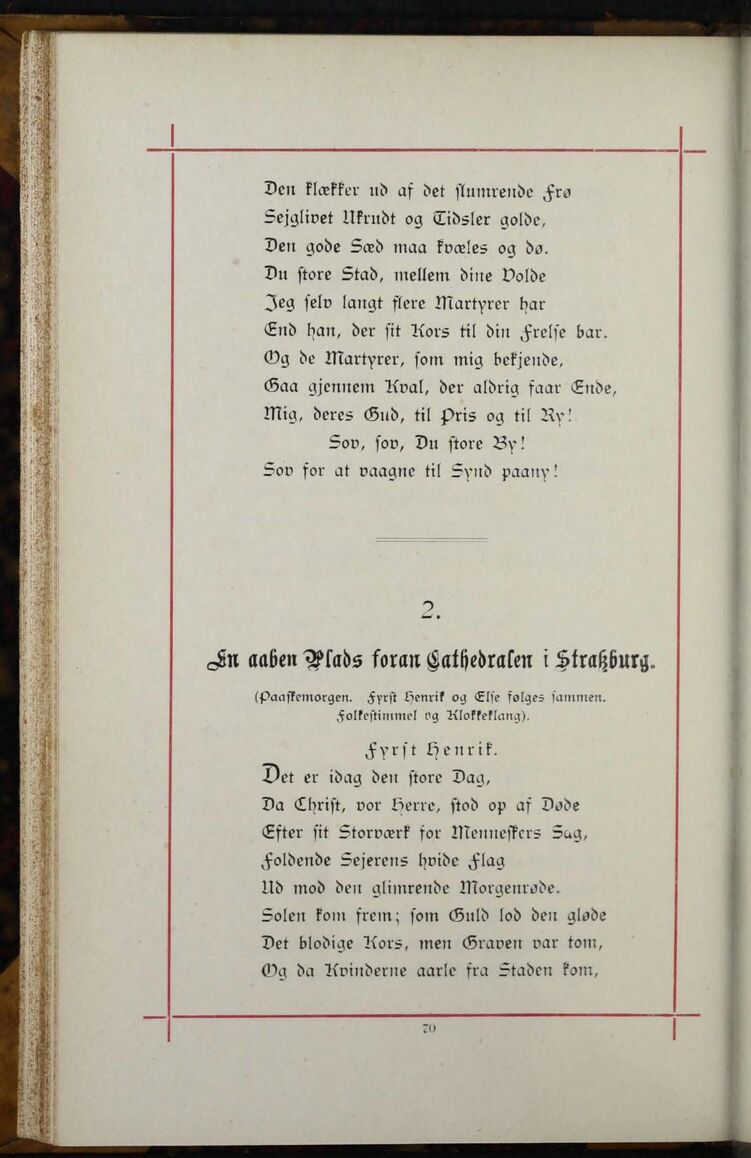 Den klækker ud af det slumrende Frø
Sejglivet Ukrudt og Tidsler golde,
Den gode Sæd maa kvæles og dø.
Du store Stad, mellem dine Volde
Jeg selv langt flere Martyrer har
End han, der sit Kors til din Frelse bar.
Og de Martyrer, som mig bekjende,
Gaa gjennem Kval, der aldrig faar Ende,
Mig, deres Gud, til Pris og til Ry!
Sov, sov, Du store By!
Sov for at vaagne til Synd paany!
2.
En aaben Plads foran Cathedralen i Straßburg.
(Paaskemorgen. Fyrst Henrik og Else følges sammen.
Folkestimmel og Klokkeklang).
Fyrst Henrik.
Det er idag den store Dag,
Da Christ, vor Herre, stod op af Døde
Efter sit Storværk for Menneskers Sag,
Foldende Sejerens hvide Flag
Ud mod den glimrende Morgenrøde.
Solen kom frem; som Guld lod den gløde
Det blodige Kors, men Graven var tom,
Og da Kvinderne aarle fra Staden kom,
70